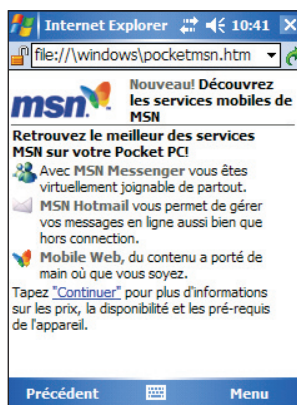 Internet Explorer 10:41
file://\windows\pocketmsn.htm
msn
Nouveau! Découvrez
les services mobiles de
MSN
Retrouvez le meilleur des services
MSN sur votre Pocket PC!
Avec MSN Messenger vous êtes
virtuellement joignable de partout.
MSN Hotmail vous permet de gérer
vos messages en ligne aussi bien que
hors connection.
Mobile Web, du contenu a porté de
main où que vous soyez.
Tapez "Continuer" pour plus d'informations
sur les prix, la disponibilité et les pré-requis
de l'appareil.
Précédent Menu